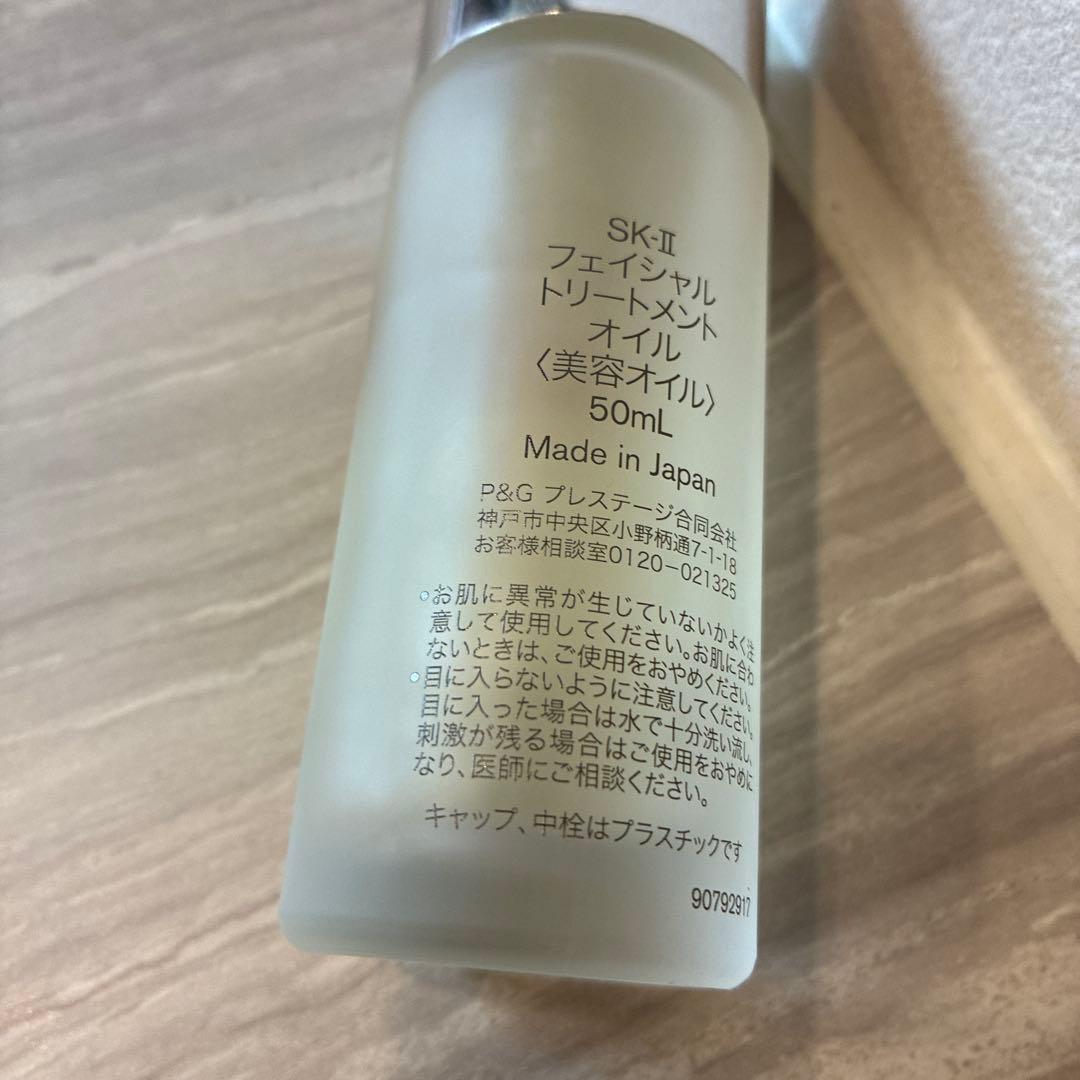 SK-II
フェイシャル
トリートメント
オイル
〈美容オイル〉
50mL
Made in Japan
P&G プレステージ合同会社
神戸市中央区小野柄通7-1-18
お客様相談室0120-021325
•お肌に異常が生じていないかよく注
意して使用してください。お肌に合わ
ないときは、ご使用をおやめください。
•目に入らないように注意してください。
目に入った場合は水で十分洗い流し、
刺激が残る場合はご使用をおやめに
なり、医師にご相談ください。
キャップ、中栓はプラスチックです
90792917